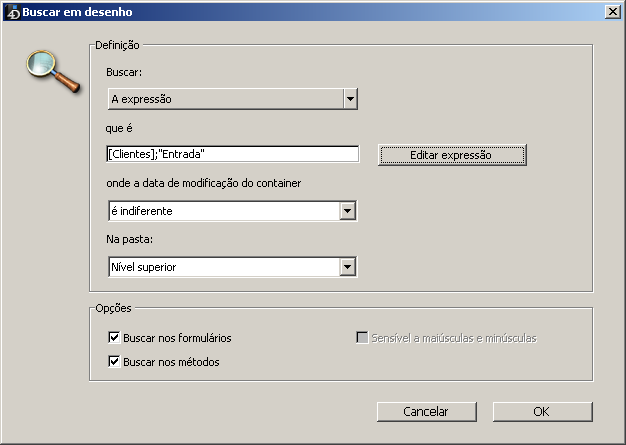 Buscar em desenho
Definição
Buscar:
A expressão
que é
[Clientes];"Entrada"
Editar expressão
onde a data de modificação do container
é indiferente
Na pasta:
Nível superior
Opções
Buscar nos formulários
Sensível a maiúsculas e minúsculas
Buscar nos métodos
Cancelar
OK